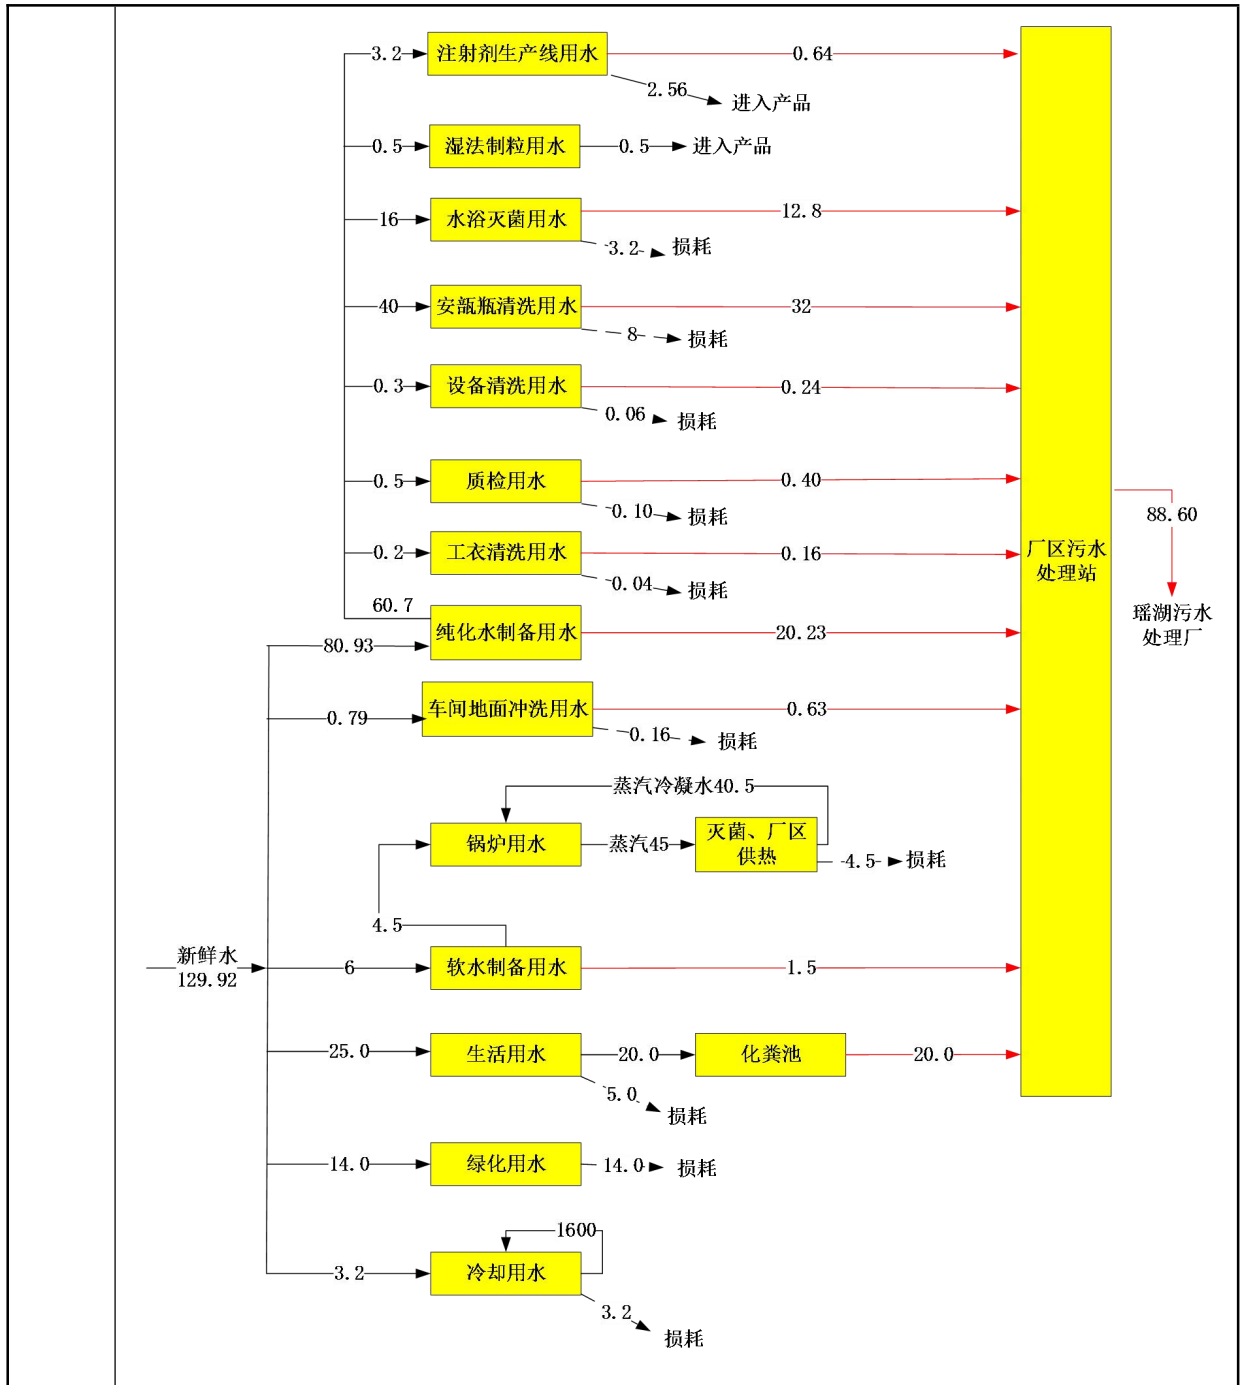 3.2
注射剂生产线用水
0.64
2.56
进入产品
0.5
湿法制粒用水
0.5
进入产品
16
水浴灭菌用水
12.8
3.2
损耗
40
安瓿瓶清洗用水
32
8
损耗
0.3
设备清洗用水
0.24
0.06
损耗
0.5
质检用水
0.40
0.10
损耗
0.2
工衣清洗用水
0.16
0.04
损耗
厂区污水
处理站
88.60
瑶湖污水
处理厂
60.7
80.93
纯化水制备用水
20.23
0.79
车间地面冲洗用水
0.63
0.16
损耗
蒸汽冷凝水40.5
锅炉用水
蒸汽45
灭菌、厂区
供热
4.5
损耗
4.5
新鲜水
129.92
6
软水制备用水
1.5
25.0
生活用水
20.0
化粪池
20.0
5.0
损耗
14.0
绿化用水
14.0
损耗
1600
3.2
冷却用水
3.2
损耗